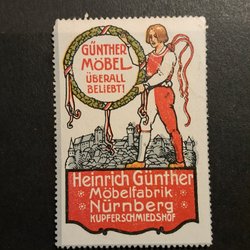 GÜNTHER
MÖBEL
ÜBERALL
BELIEBT!
Heinrich Günther
Möbelfabrik
Nürnberg
KUPFERSCHMIEDSHOF